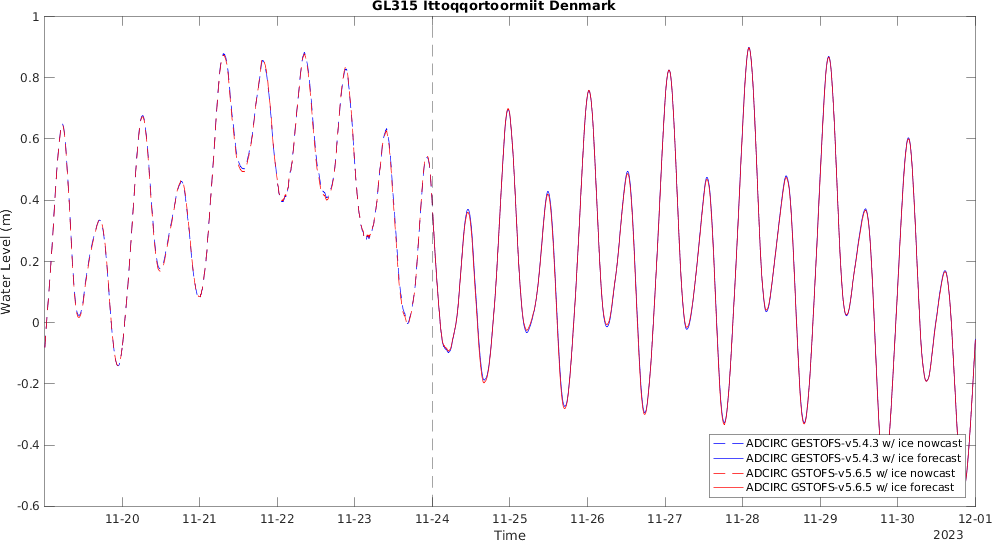 GL315 Ittoqqortoormiit Denmark
1
0.8
0.6
0.4
0.2
0
-0.2
-0.4
-0.6
Water Level (m)
11-20 11-21 11-22 11-23 11-24 11-25 11-26 11-27 11-28 11-29 11-30 12-01
Time
2023
ADCIRC GESTOFS-v5.4.3 w/ ice nowcast
ADCIRC GESTOFS-v5.4.3 w/ ice forecast
ADCIRC GSTOFS-v5.6.5 w/ ice nowcast
ADCIRC GSTOFS-v5.6.5 w/ ice forecast